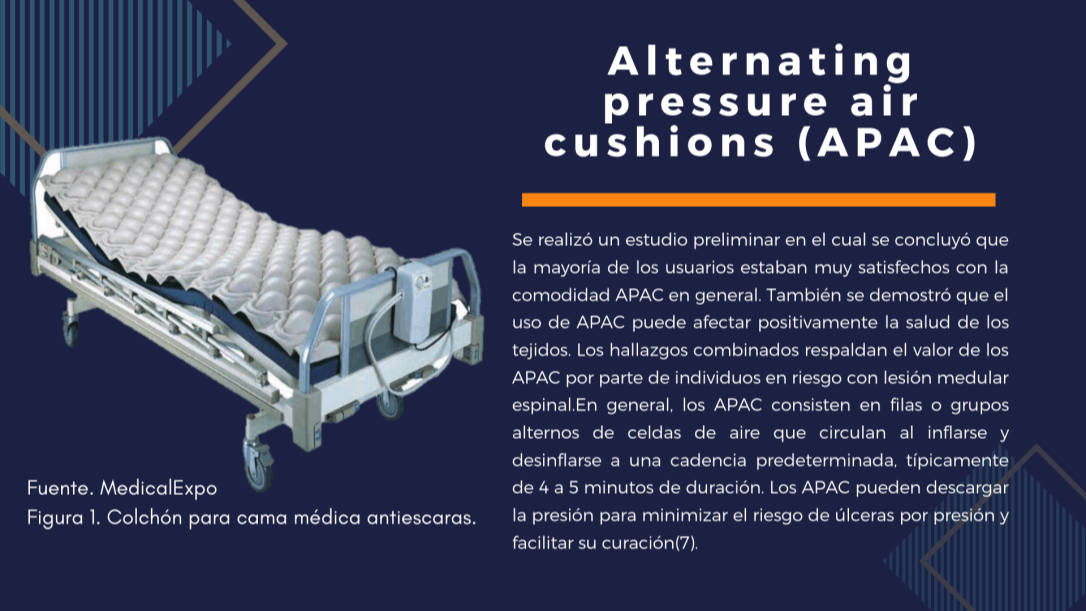 Alternating
pressure air
cushions (APAC)
Se realizó un estudio preliminar en el cual se concluyó que
la mayoría de los usuarios estaban muy satisfechos con la
comodidad APAC en general. También se demostró que el
uso de APAC puede afectar positivamente la salud de los
tejidos. Los hallazgos combinados respaldan el valor de los
APAC por parte de individuos en riesgo con lesión medular
espinal.En general, los APAC consisten en filas o grupos
alternos de celdas de aire que circulan al inflarse y
desinflarse a una cadencia predeterminada, típicamente
de 4 a 5 minutos de duración. Los APAC pueden descargar
la presión para minimizar el riesgo de úlceras por presión y
facilitar su curación(7).
Fuente. MedicalExpo
Figura 1. Colchón para cama médica antiescaras.